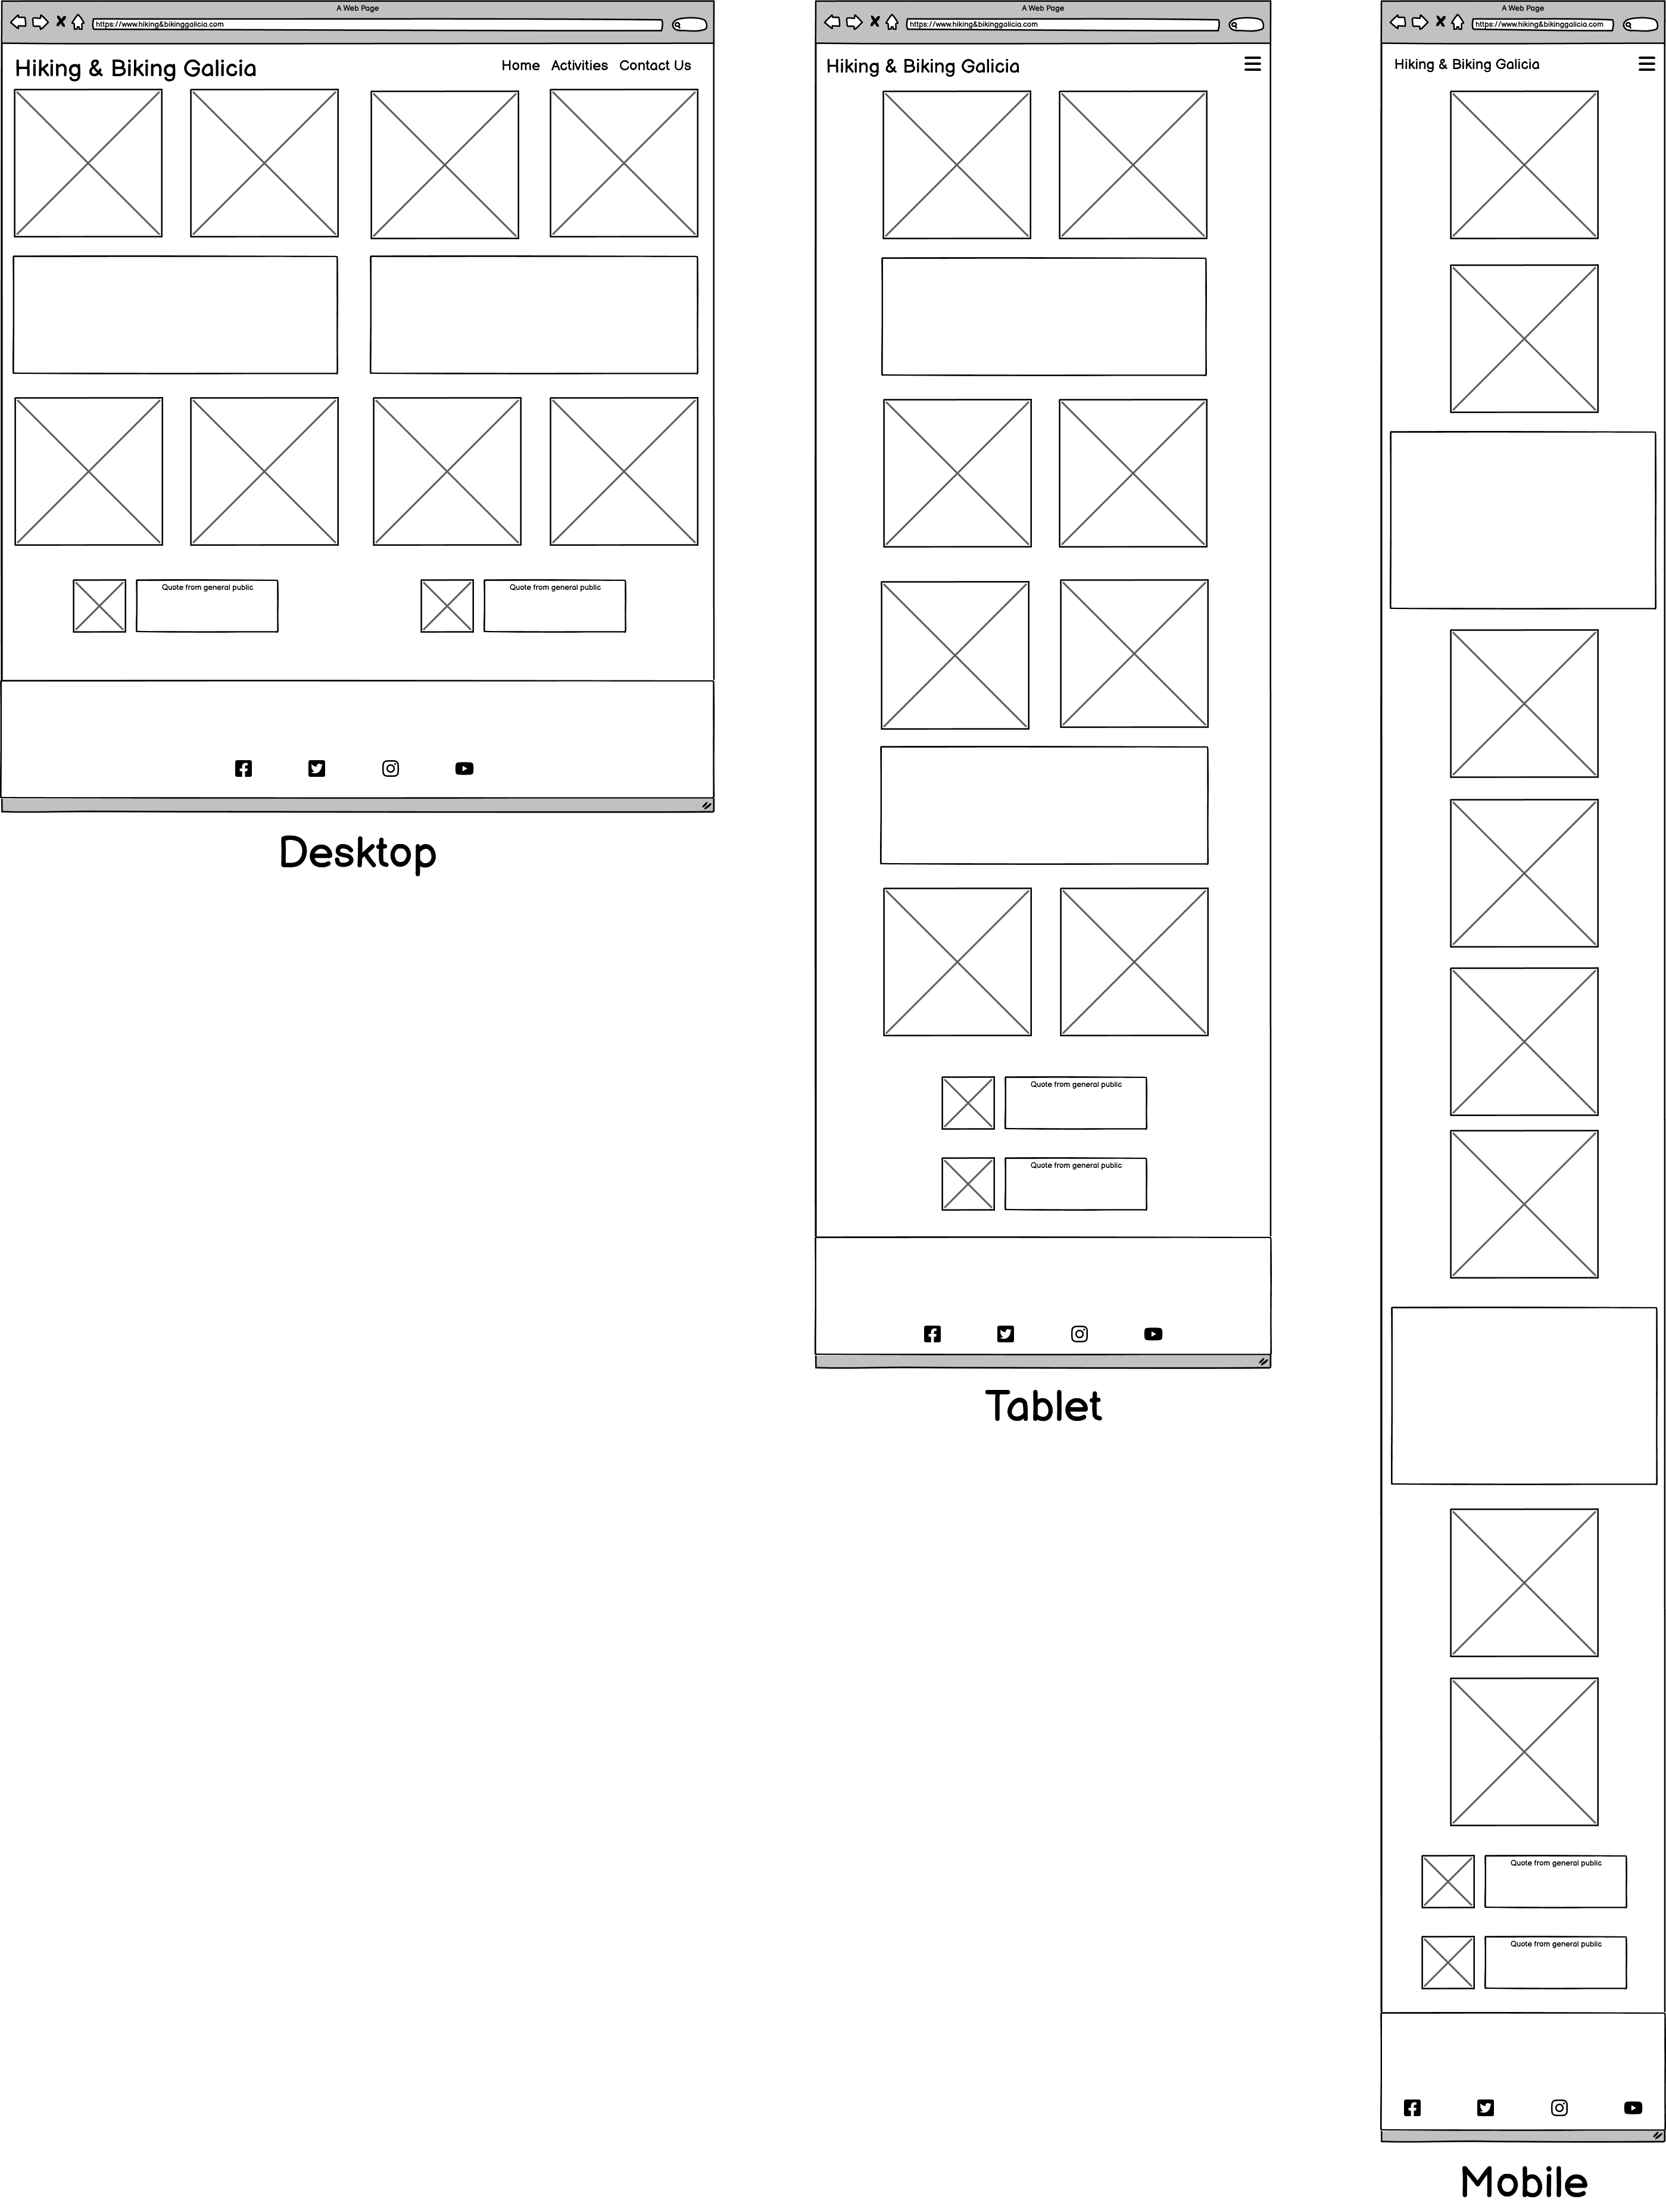 A Web Page
https://www.hiking&bikinggalicia.com
Hiking & Biking Galicia
Home Activities Contact Us
Quote from general public
Quote from general public
Desktop
A Web Page
https://www.hiking&bikinggalicia.com
Hiking & Biking Galicia
Quote from general public
Quote from general public
Tablet
A Web Page
https://www.hiking&bikinggalicia.com
Hiking & Biking Galicia
Quote from general public
Quote from general public
Mobile